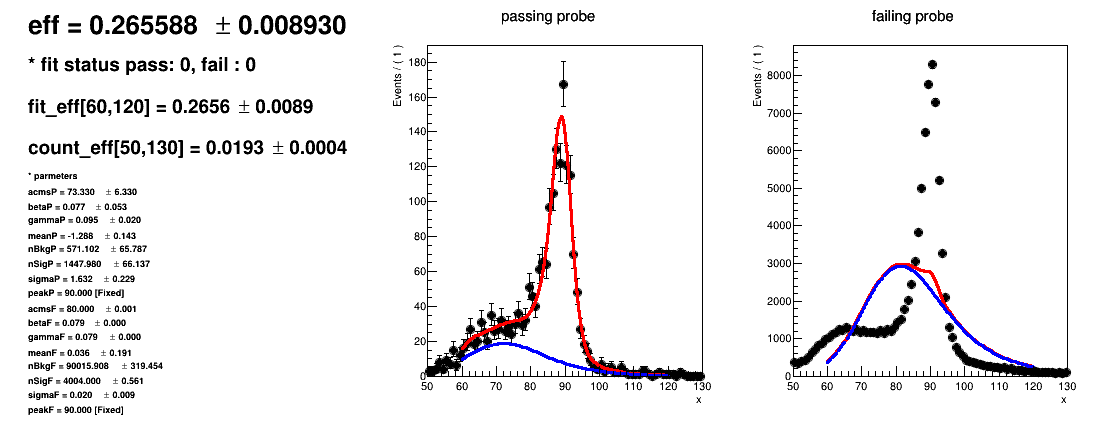 eff = 0.265588 ± 0.008930
* fit status pass: 0, fail : 0
fit_eff[60,120] = 0.2656 ± 0.0089
count_eff[50,130] = 0.0193 ± 0.0004
* parmeters
acmsP = 73.330 ± 6.330
betaP = 0.077 ± 0.053
gammaP = 0.095 ± 0.020
meanP = -1.288 ± 0.143
nBkgP = 571.102 ± 65.787
nSigP = 1447.980 ± 66.137
sigmaP = 1.632 ± 0.229
peakP = 90.000 [Fixed]
acmsF = 80.000 ± 0.001
betaF = 0.079 ± 0.000
gammaF = 0.079 ± 0.000
meanF = 0.036 ± 0.191
nBkgF = 90015.908 ± 319.454
nSigF = 4004.000 ± 0.561
sigmaF = 0.020 ± 0.009
peakF = 90.000 [Fixed]
passing probe
Events / ( 1 )
180
160
140
120
100
80
60
40
20
0
50 60 70 80 90 100 110 120 130
x
failing probe
Events / ( 1 )
8000
7000
6000
5000
4000
3000
2000
1000
0
50 60 70 80 90 100 110 120 130
x